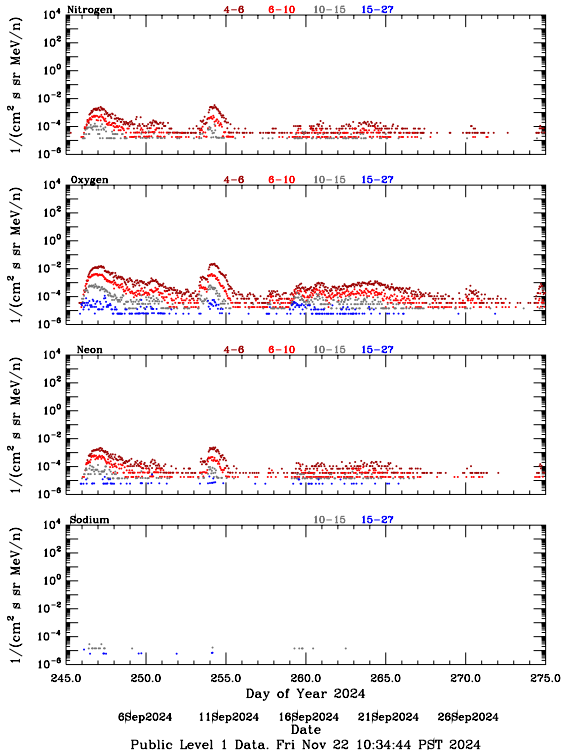 Nitrogen 4-6 6-10 10-15 15-27
10^4
10^2
10^0
10^-2
10^-4
10^-6
1/(cm^2 s sr MeV/n)
Oxygen 4-6 6-10 10-15 15-27
10^4
10^2
10^0
10^-2
10^-4
10^-6
1/(cm^2 s sr MeV/n)
Neon 4-6 6-10 10-15 15-27
10^4
10^2
10^0
10^-2
10^-4
10^-6
1/(cm^2 s sr MeV/n)
Sodium 10-15 15-27
10^4
10^2
10^0
10^-2
10^-4
10^-6
1/(cm^2 s sr MeV/n)
245.0 250.0 255.0 260.0 265.0 270.0 275.0
Day of Year 2024
6Sep2024 11Sep2024 16Sep2024 21Sep2024 26Sep2024
Date
Public Level 1 Data. Fri Nov 22 10:34:44 PST 2024